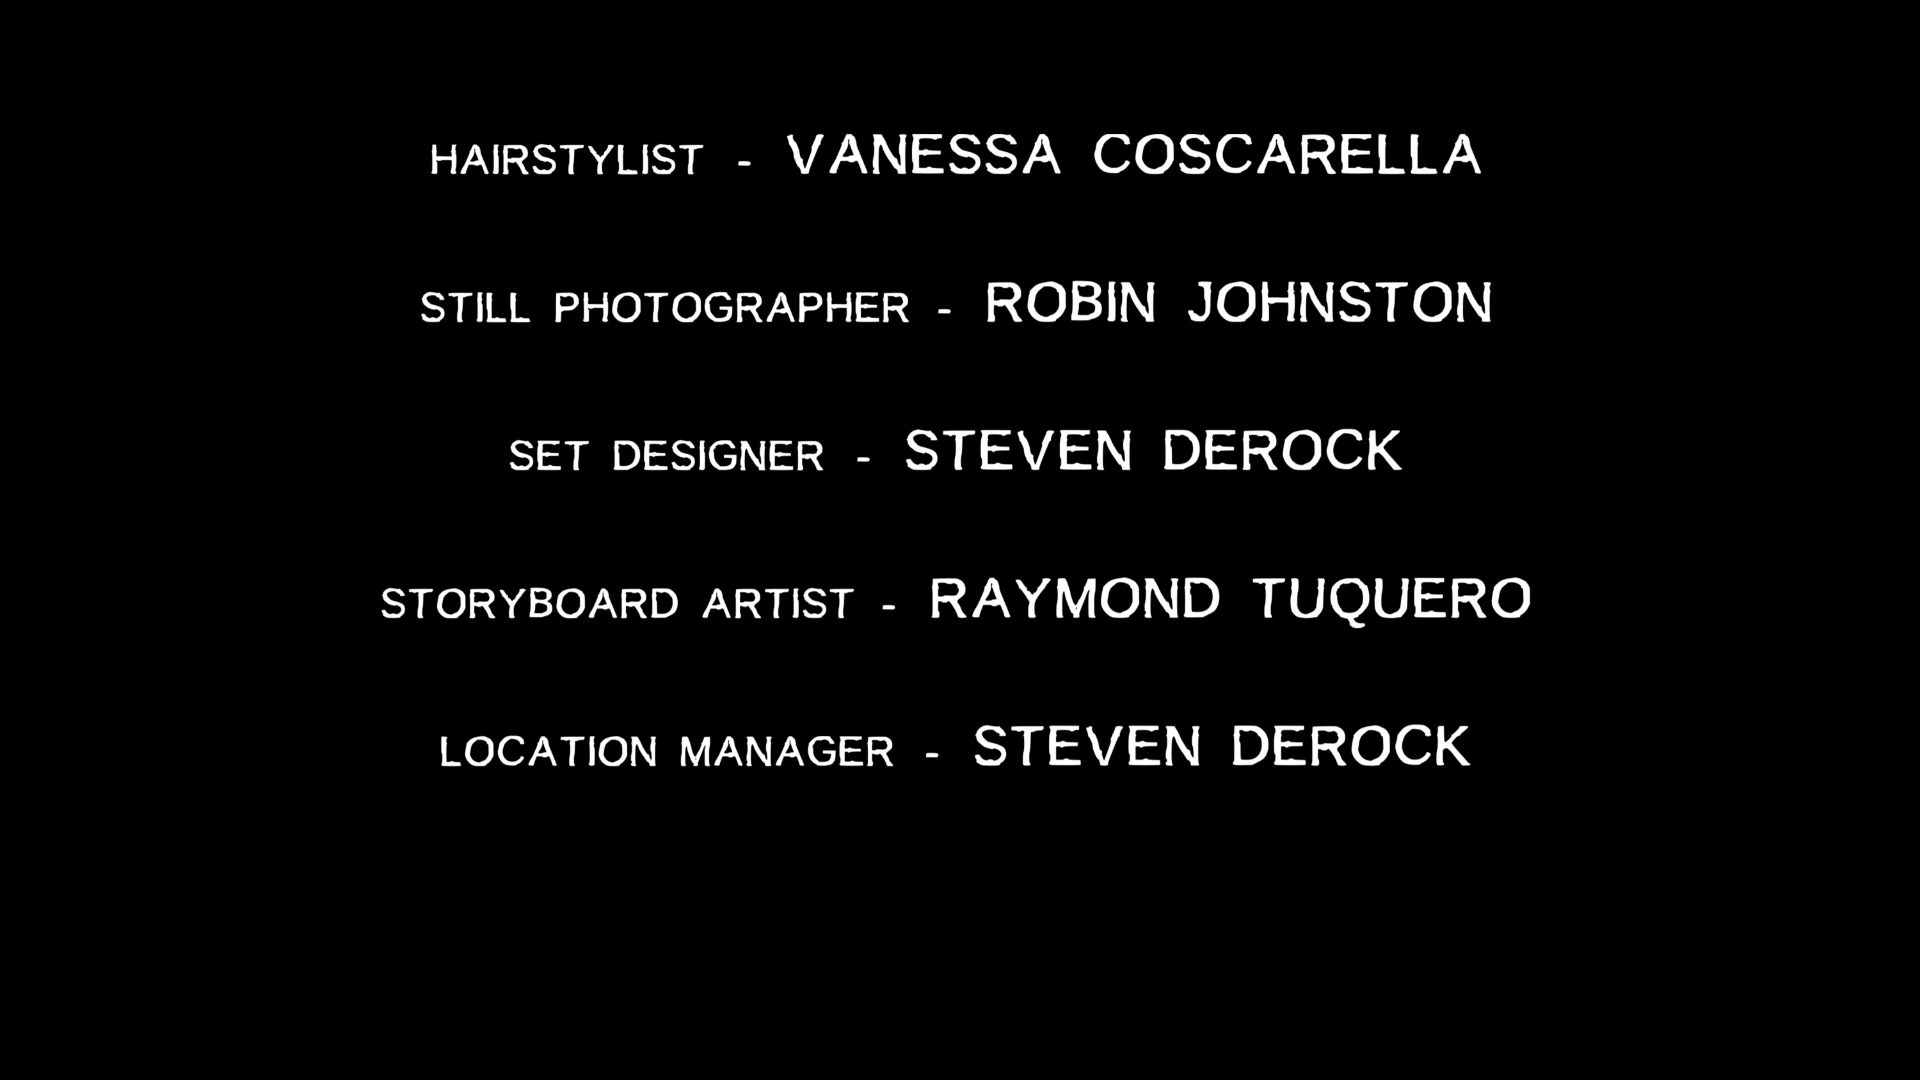 HAIRSTYLIST - VANESSA COSCARELLA
STILL PHOTOGRAPHER - ROBIN JOHNSTON
SET DESIGNER - STEVEN DEROCK
STORYBOARD ARTIST - RAYMOND TUQUERO
LOCATION MANAGER - STEVEN DEROCK